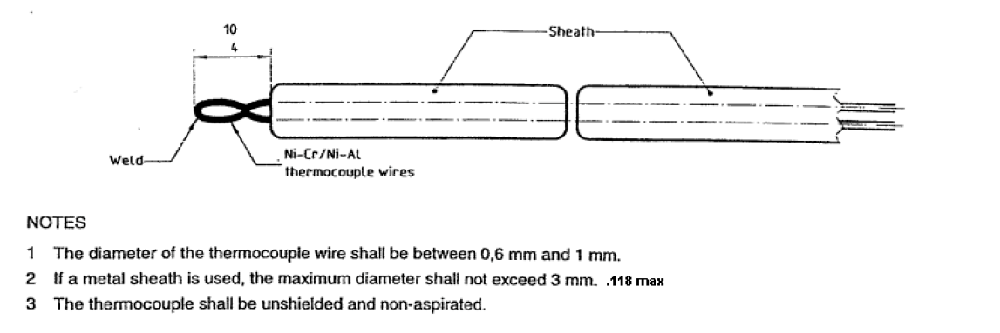 10
4
Sheath
Weld
Ni-Cr/Ni-Al
thermocouple wires
NOTES
1 The diameter of the thermocouple wire shall be between 0,6 mm and 1 mm.
2 If a metal sheath is used, the maximum diameter shall not exceed 3 mm. .118 max
3 The thermocouple shall be unshielded and non-aspirated.